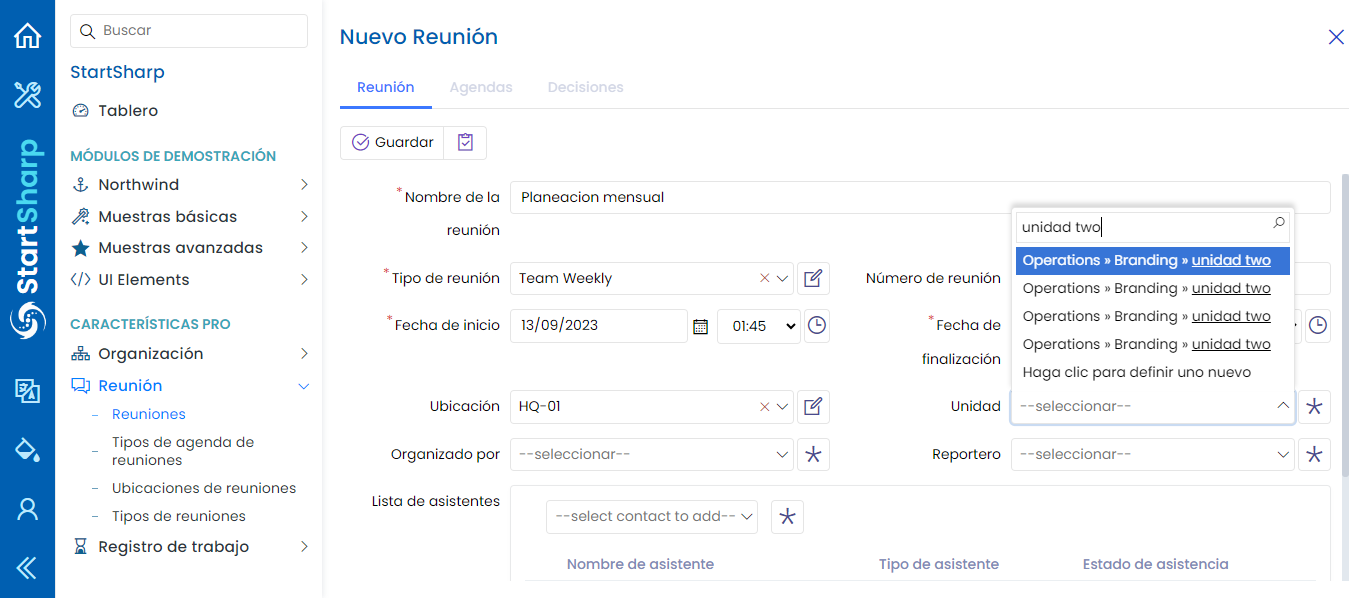 StartSharp
Buscar
StartSharp
Tablero
MÓDULOS DE DEMOSTRACIÓN
Northwind
Muestras básicas
Muestras avanzadas
UI Elements
CARACTERÍSTICAS PRO
Organización
Reunión
Reuniones
Tipos de agenda de
reuniones
Ubicaciones de reuniones
Tipos de reuniones
Registro de trabajo
Nuevo Reunión
Reunión Agendas Decisiones
Guardar
*Nombre de la
reunión
Planeacion mensual
*Tipo de reunión Team Weekly
Número de reunión
*Fecha de inicio 13/09/2023 01:45
*Fecha de
finalización
Ubicación HQ-01
unidad two
Operations » Branding » unidad two
Operations » Branding » unidad two
Operations » Branding » unidad two
Operations » Branding » unidad two
Haga clic para definir uno nuevo
Unidad --seleccionar--
Organizado por --seleccionar--
Reportero --seleccionar--
Lista de asistentes
--select contact to add--
Nombre de asistente Tipo de asistente Estado de asistencia